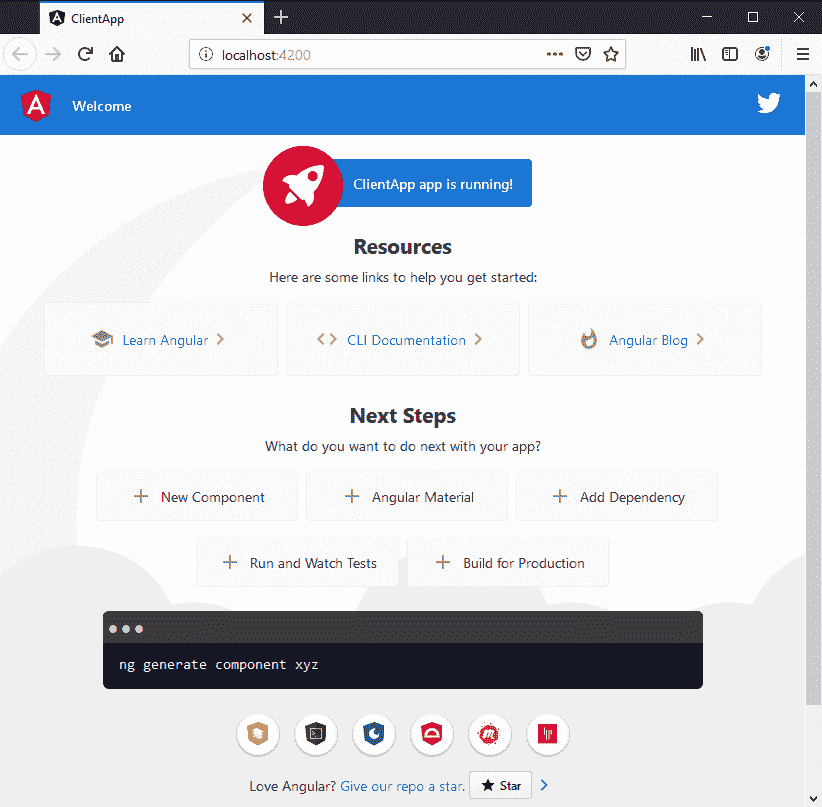 ClientApp
localhost:4200
A Welcome
ClientApp app is running!
Resources
Here are some links to help you get started:
Learn Angular
CLI Documentation
Angular Blog
Next Steps
What do you want to do next with your app?
New Component
Angular Material
Add Dependency
Run and Watch Tests
Build for Production
ng generate component xyz
Love Angular? Give our repo a star. Star